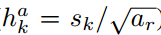 (h_k^a = s_k/√a_r)